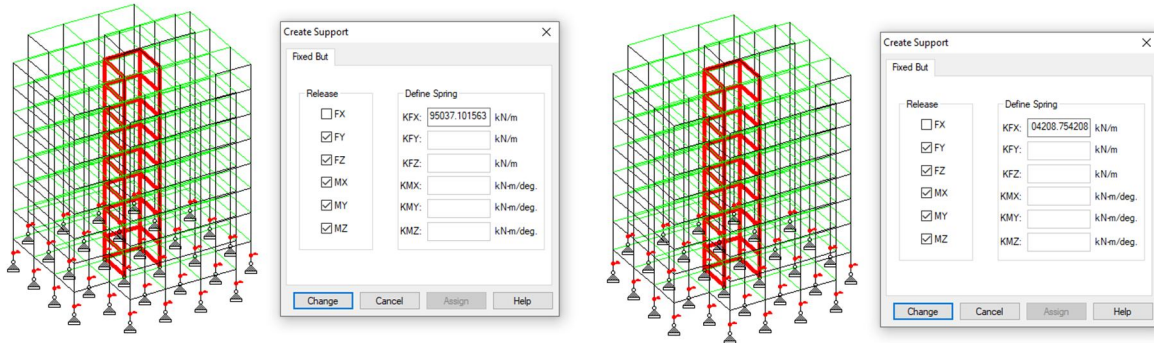 Create Support
Fixed But
Release
Define Spring
FX
KFX: 95037.101563 kN/m
FY
KFY: kN/m
FZ
KFZ: kN/m
MX
KMX: kN-m/deg.
MY
KMY: kN-m/deg.
MZ
KMZ: kN-m/deg.
Change Cancel Assign Help
Create Support
Fixed But
Release
Define Spring
FX
KFX: 04208.754208 kN/m
FY
KFY: kN/m
FZ
KFZ: kN/m
MX
KMX: kN-m/deg.
MY
KMY: kN-m/deg.
MZ
KMZ: kN-m/deg.
Change Cancel Assign Help